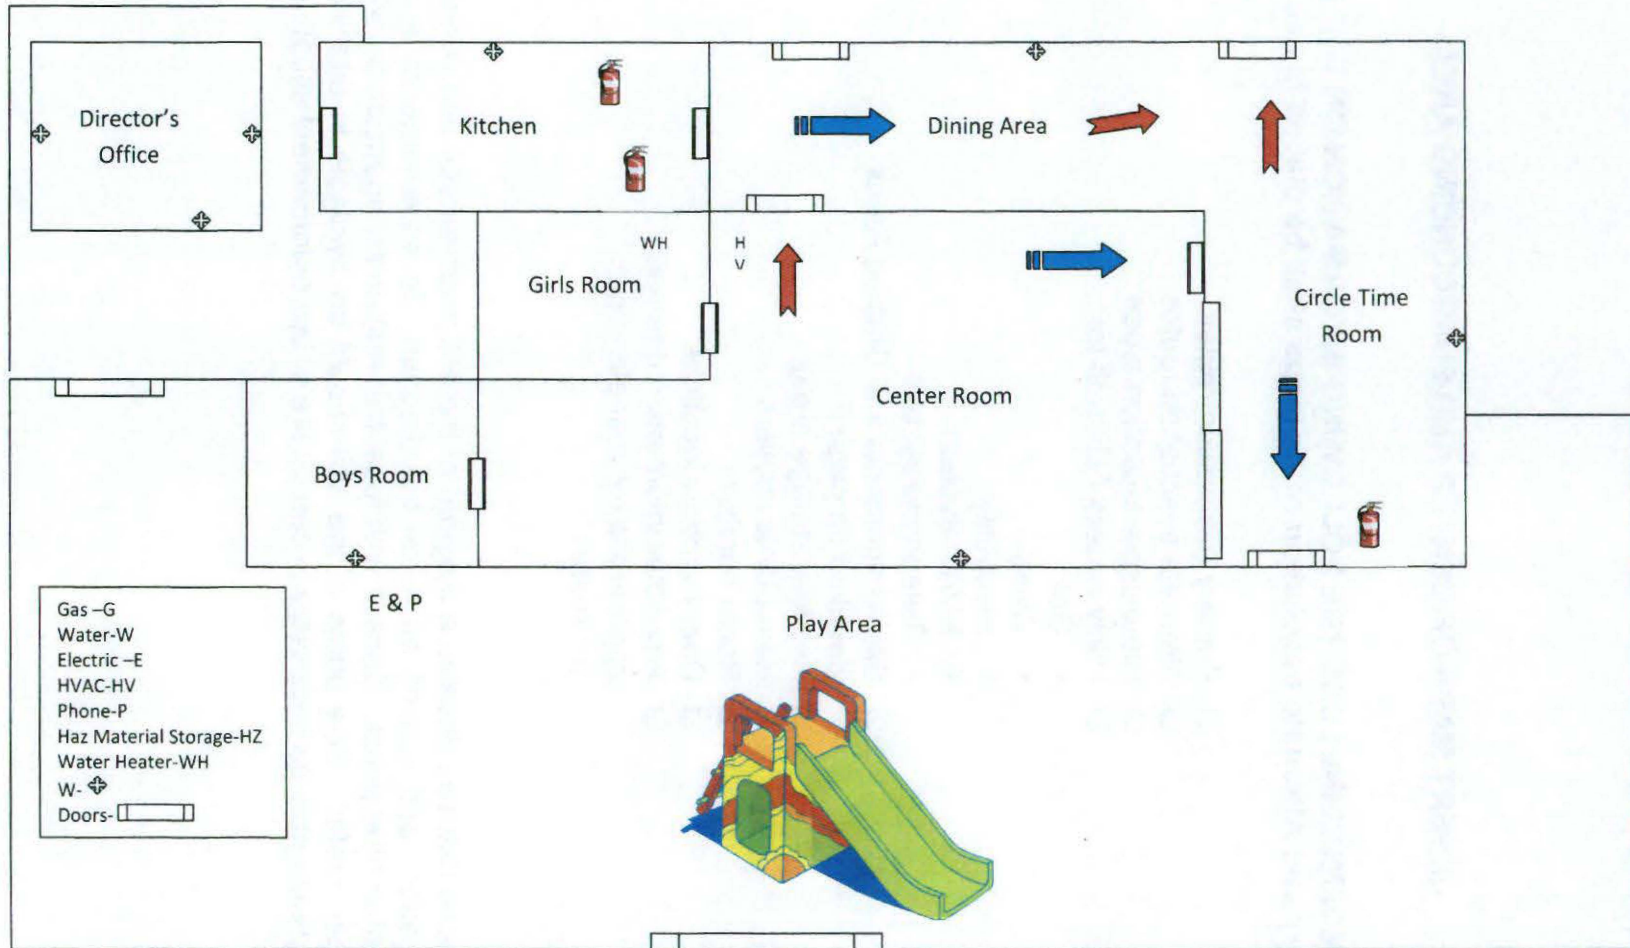 Director's
Office
Kitchen
Dining Area
WH
H
V
Girls Room
Circle Time
Room
Center Room
Boys Room
E & P
Play Area
Gas –G
Water-W
Electric –E
HVAC-HV
Phone-P
Haz Material Storage-HZ
Water Heater-WH
W-
Doors-